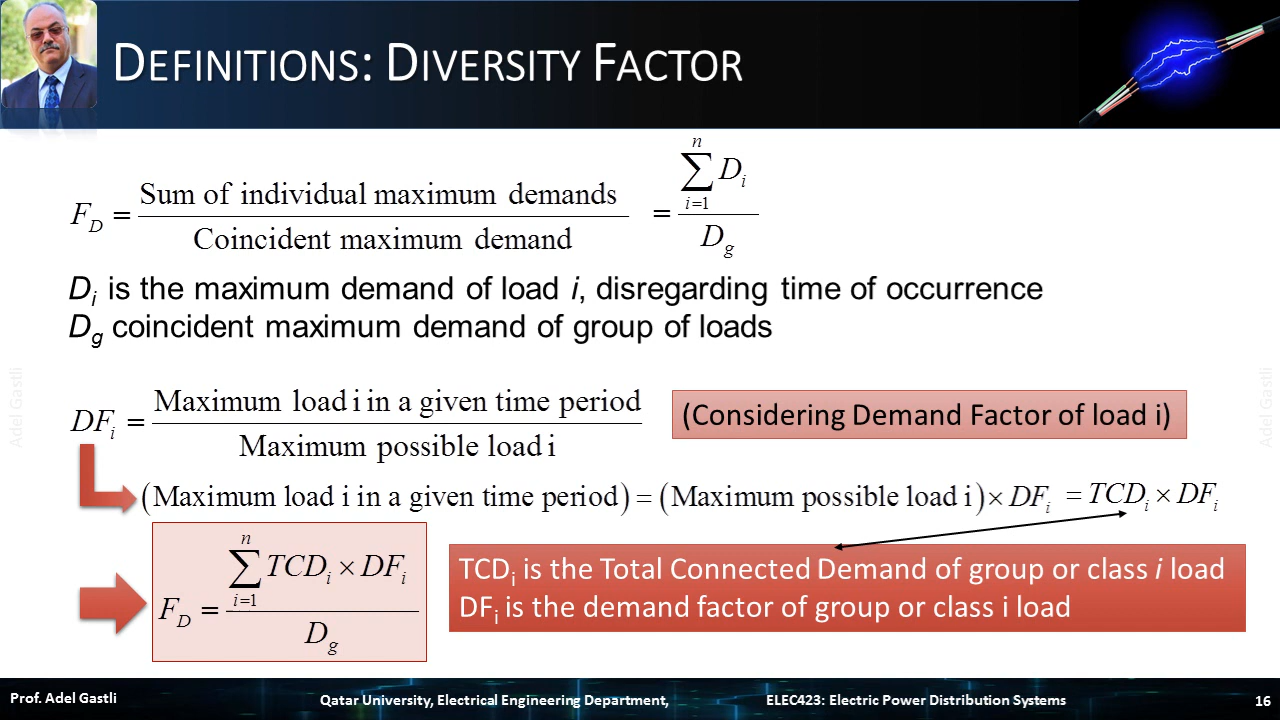 DEFINITIONS: DIVERSITY FACTOR
F_D = Sum of individual maximum demands / Coincident maximum demand = ∑_{i=1}^{n} D_i / D_g
D_i is the maximum demand of load i, disregarding time of occurrence
D_g coincident maximum demand of group of loads
Adel Gastli
Adel Gastli
DF_i = Maximum load i in a given time period / Maximum possible load i
(Considering Demand Factor of load i)
(Maximum load i in a given time period) = (Maximum possible load i) × DF_i = TCD_i × DF_i
F_D = ∑_{i=1}^{n} TCD_i × DF_i / D_g
TCD_i is the Total Connected Demand of group or class i load
DF_i is the demand factor of group or class i load
Prof. Adel Gastli Qatar University, Electrical Engineering Department, ELEC423: Electric Power Distribution Systems 16